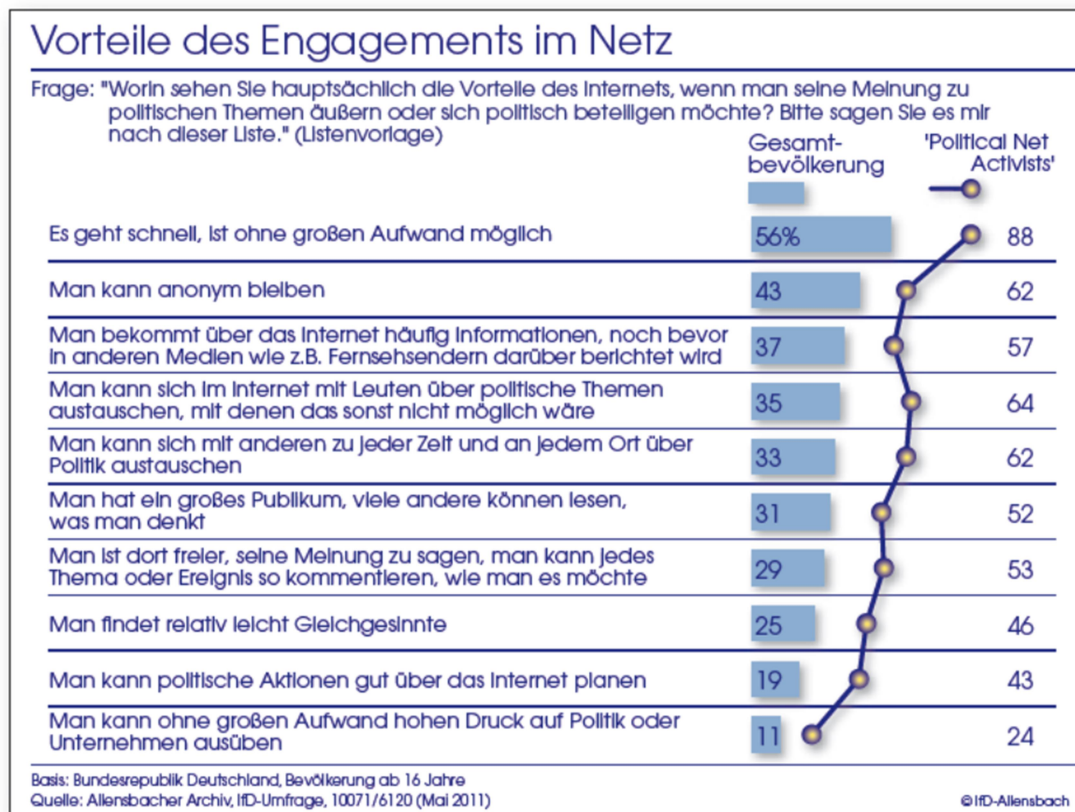 Vorteile des Engagements im Netz
Frage: "Worin sehen Sie hauptsächlich die Vorteile des Internets, wenn man seine Meinung zu
politischen Themen äußern oder sich politisch beteiligen möchte? Bitte sagen Sie es mir
nach dieser Liste." (Listenvorlage)
Gesamt-
bevölkerung
'Political Net
Activists'
Es geht schnell, ist ohne großen Aufwand möglich 56% 88
Man kann anonym bleiben 43 62
Man bekommt über das Internet häufig Informationen, noch bevor
in anderen Medien wie z.B. Fernsehsendern darüber berichtet wird 37 57
Man kann sich im Internet mit Leuten über politische Themen
austauschen, mit denen das sonst nicht möglich wäre 35 64
Man kann sich mit anderen zu jeder Zeit und an jedem Ort über
Politik austauschen 33 62
Man hat ein großes Publikum, viele andere können lesen,
was man denkt 31 52
Man ist dort freier, seine Meinung zu sagen, man kann jedes
Thema oder Ereignis so kommentieren, wie man es möchte 29 53
Man findet relativ leicht Gleichgesinnte 25 46
Man kann politische Aktionen gut über das Internet planen 19 43
Man kann ohne großen Aufwand hohen Druck auf Politik oder
Unternehmen ausüben 11 24
Basis: Bundesrepublik Deutschland, Bevölkerung ab 16 Jahre
Quelle: Allensbacher Archiv, IfD-Umfrage, 10071/6120 (Mai 2011) ©IfD-Allensbach